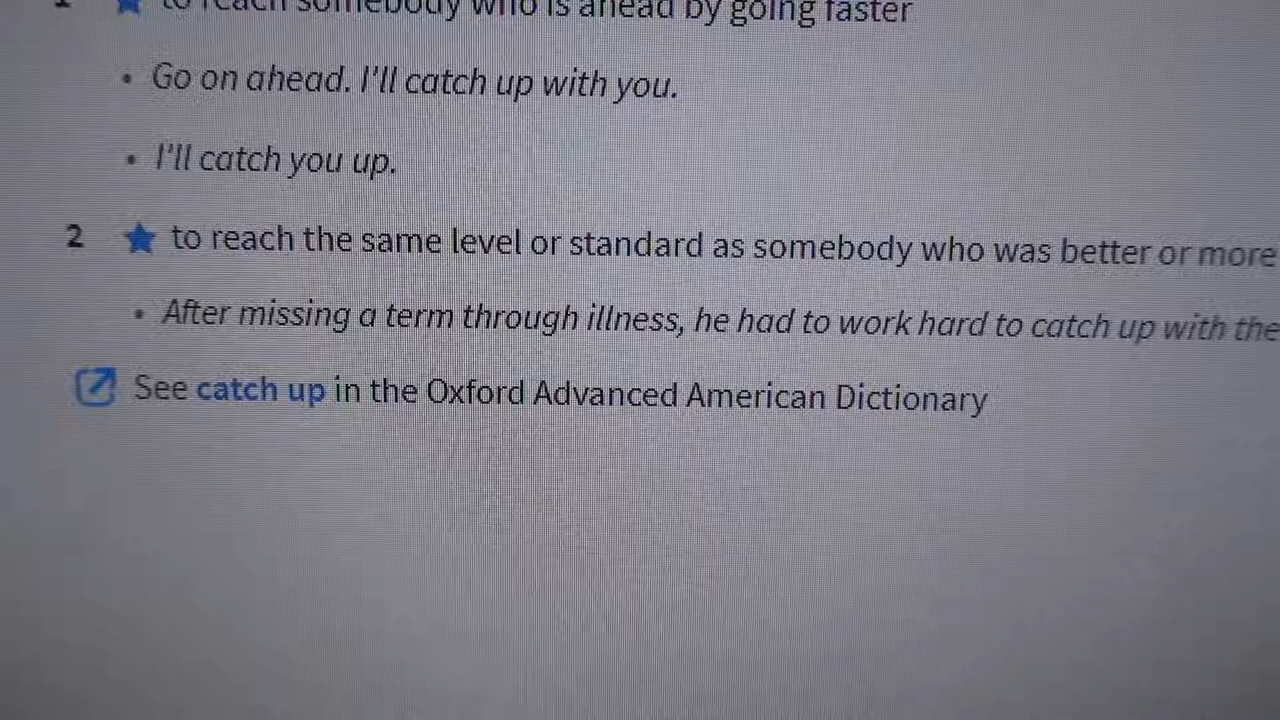 to reach somebody who is ahead by going faster
• Go on ahead. I'll catch up with you.
• I'll catch you up.
2 ★ to reach the same level or standard as somebody who was better or more
• After missing a term through illness, he had to work hard to catch up with the
See catch up in the Oxford Advanced American Dictionary